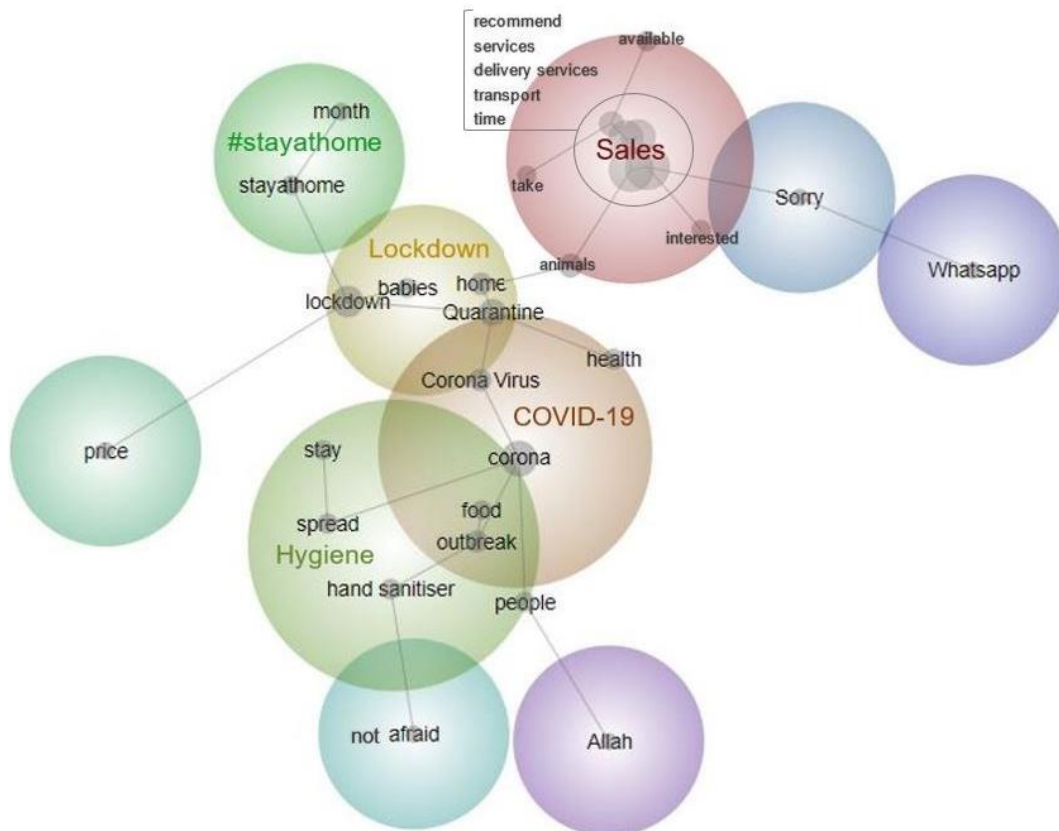 recommend
services
delivery services
transport
time
available
month
#stayathome
stayathome
Sales
take
Sorry
interested
Whatsapp
animals
Lockdown
babies
home
lockdown
Quarantine
health
Corona Virus
COVID-19
price
stay
corona
food
spread
outbreak
Hygiene
hand sanitiser
people
not afraid
Allah